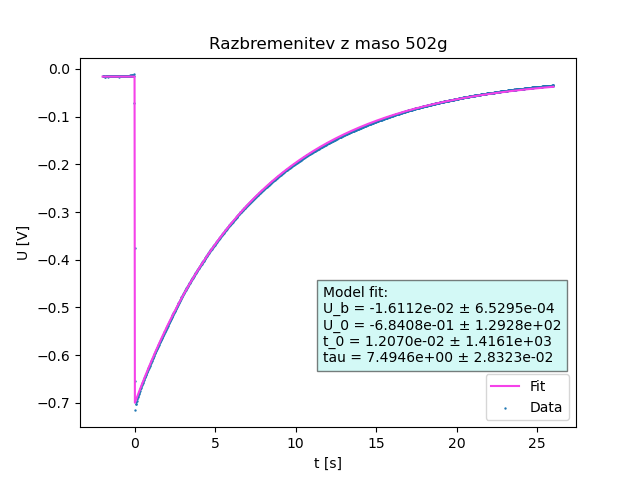 Razbremenitev z maso 502g
0.0
−0.1
−0.2
−0.3
−0.4
−0.5
−0.6
−0.7
U [V]
Model fit:
U_b = -1.6112e-02 ± 6.5295e-04
U_0 = -6.8408e-01 ± 1.2928e+02
t_0 = 1.2070e-02 ± 1.4161e+03
tau = 7.4946e+00 ± 2.8323e-02
Fit
Data
0 5 10 15 20 25
t [s]